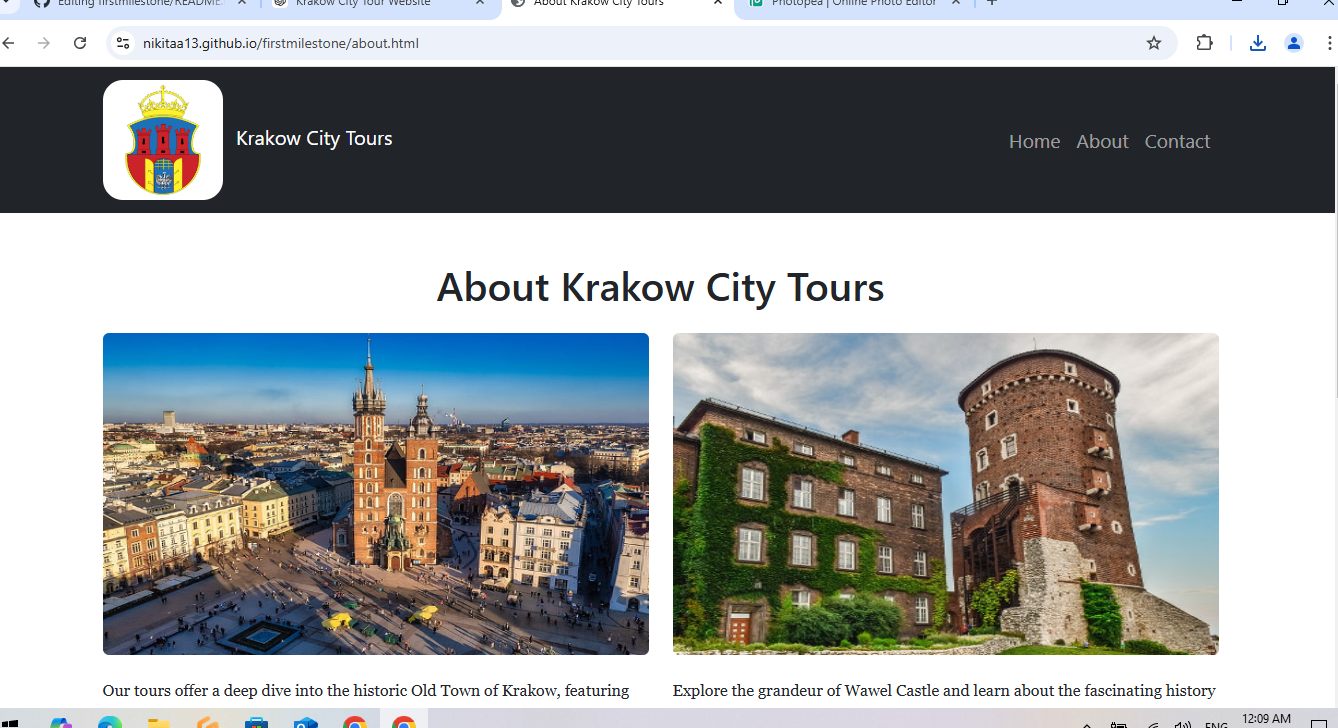 Editing firstmilestone/README.
Krakow City Tour Website
About Krakow City Tours
Photopea | Online Photo Editor
nikitaa13.github.io/firstmilestone/about.html
Krakow City Tours
Home About Contact
About Krakow City Tours
Our tours offer a deep dive into the historic Old Town of Krakow, featuring
Explore the grandeur of Wawel Castle and learn about the fascinating history
ENG
12:09 AM